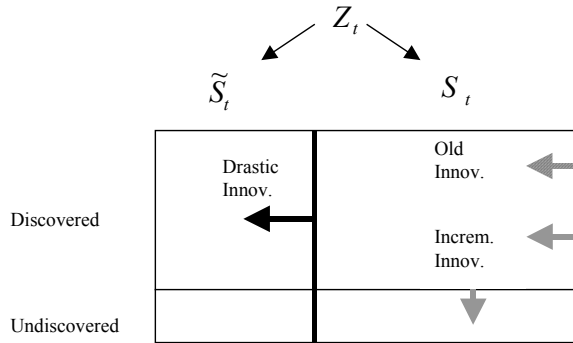 Z_t
S̃_t
S_t
Drastic
Innov.
Old
Innov.
Discovered
Increm.
Innov.
Undiscovered